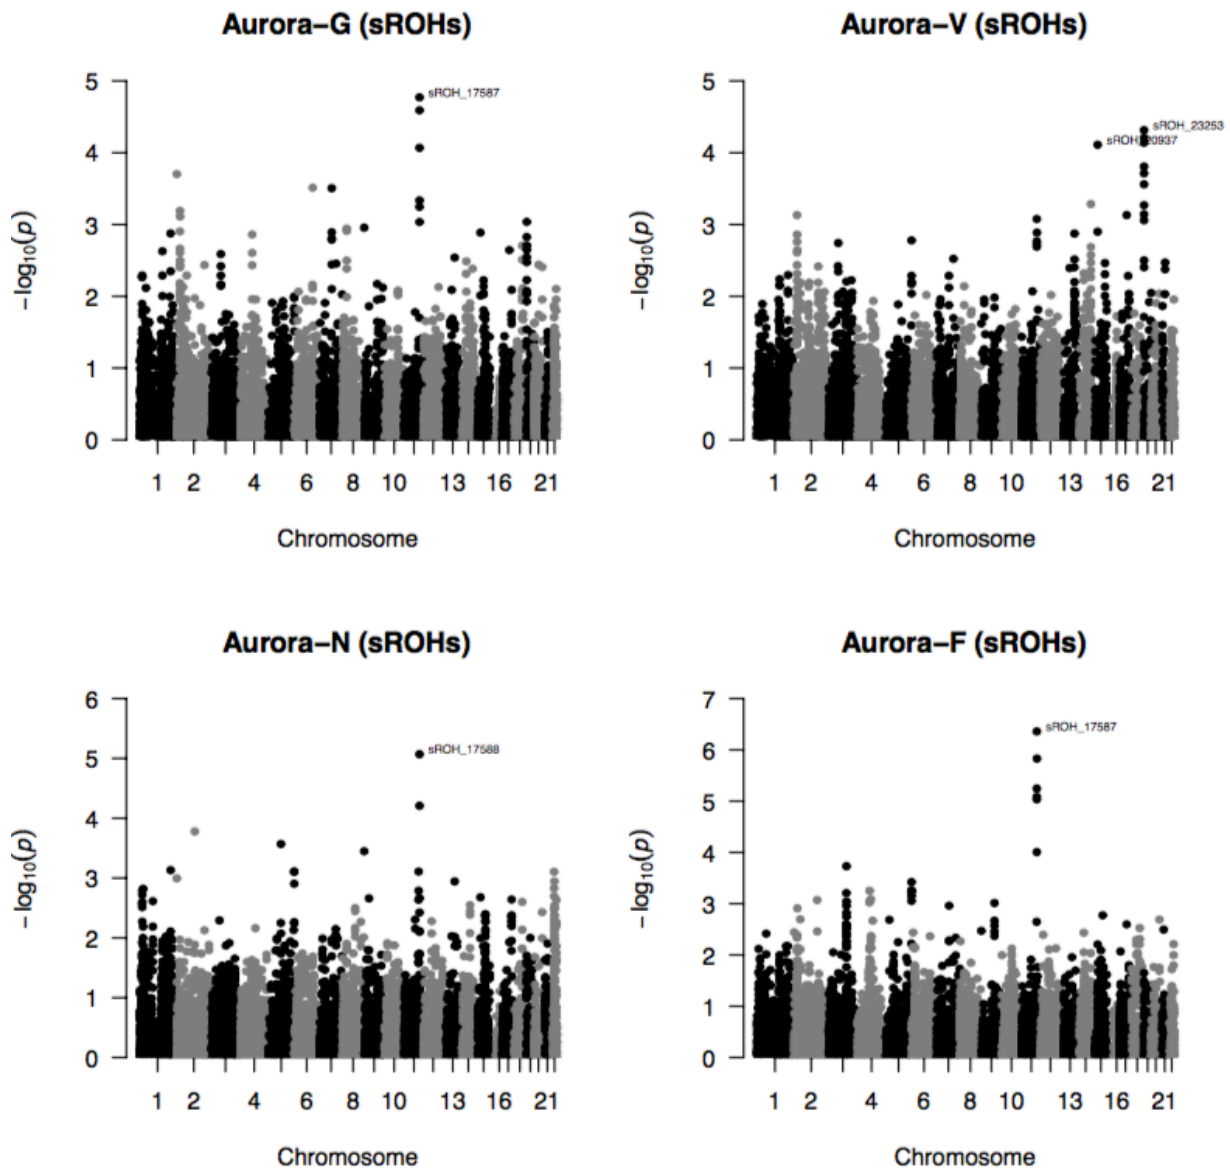 Aurora−G (sROHs)
5
4
3
2
1
0
−log10(p)
sROH_17587
1 2 4 6 8 10 13 16 21
Chromosome
Aurora−V (sROHs)
5
4
3
2
1
0
−log10(p)
sROH_23253
sROH_20937
1 2 4 6 8 10 13 16 21
Chromosome
Aurora−N (sROHs)
6
5
4
3
2
1
0
−log10(p)
sROH_17588
1 2 4 6 8 10 13 16 21
Chromosome
Aurora−F (sROHs)
7
6
5
4
3
2
1
0
−log10(p)
sROH_17587
1 2 4 6 8 10 13 16 21
Chromosome